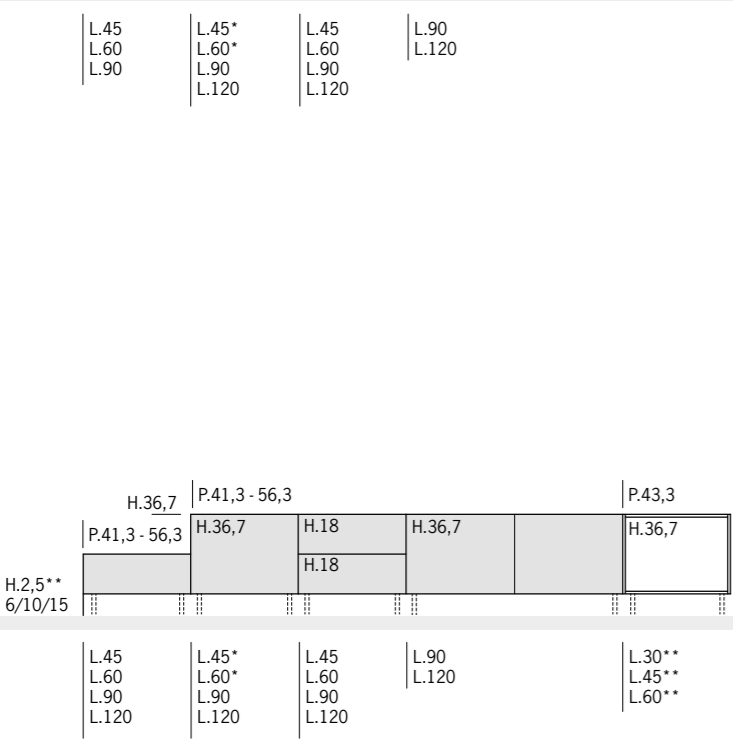 L.45
L.60
L.90
L.45*
L.60*
L.90
L.120
L.45
L.60
L.90
L.120
L.90
L.120
H.36,7
P.41,3 - 56,3
P.43,3
P.41,3 - 56,3
H.36,7
H.18
H.36,7
H.36,7
H.18
H.2,5**
6/10/15
L.45
L.60
L.90
L.120
L.45*
L.60*
L.90
L.120
L.45
L.60
L.90
L.120
L.90
L.120
L.30**
L.45**
L.60**